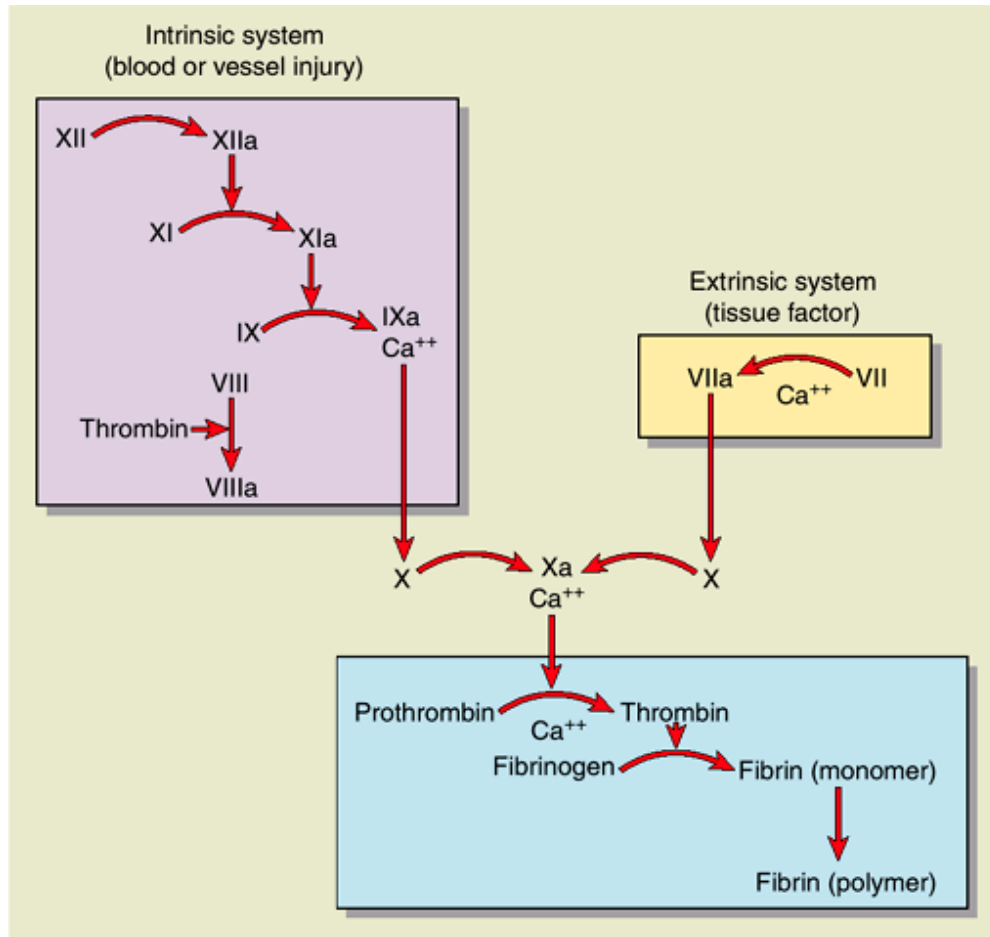 Intrinsic system
(blood or vessel injury)
XII
XIIa
XI
XIa
IX
IXa
Ca++
VIII
Thrombin
VIIIa
Extrinsic system
(tissue factor)
VIIa
Ca++
VII
X
Xa
Ca++
X
Prothrombin
Ca++
Thrombin
Fibrinogen
Fibrin (monomer)
Fibrin (polymer)